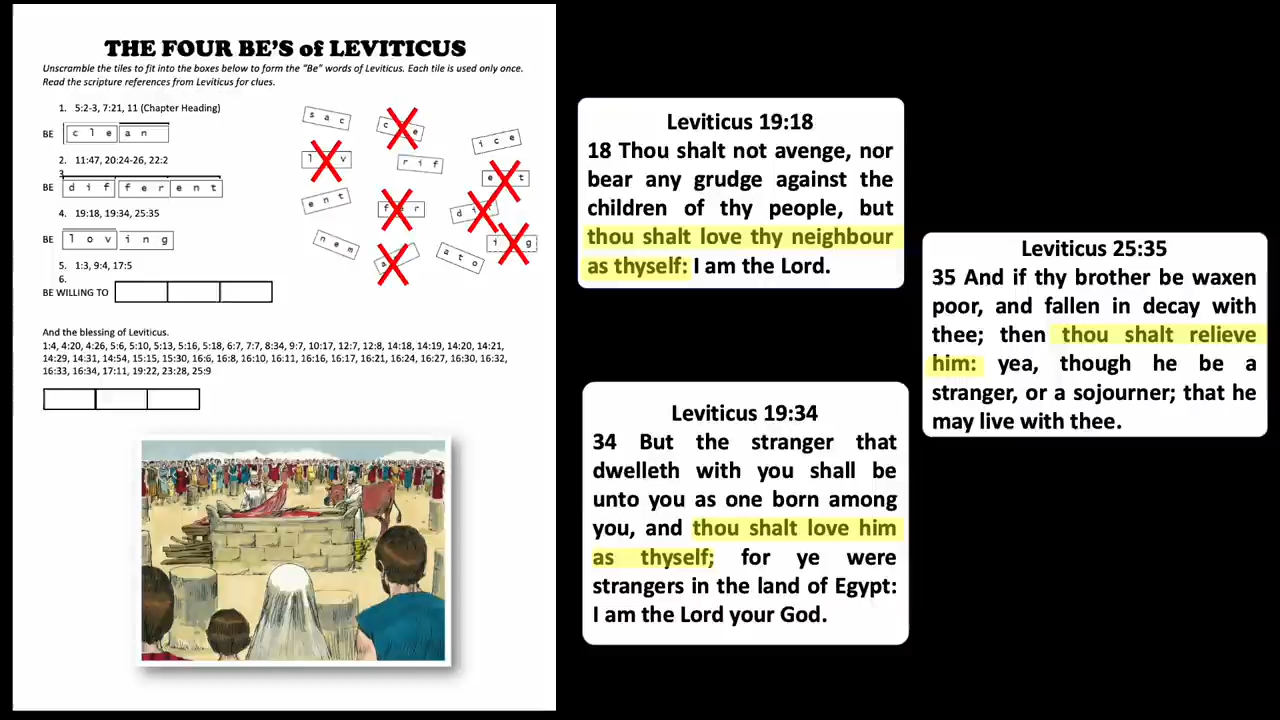 THE FOUR BE'S of LEVITICUS
Unscramble the tiles to fit into the boxes below to form the "Be" words of Leviticus. Each tile is used only once.
Read the scripture references from Leviticus for clues.
1. 5:2-3, 7:21, 11 (Chapter Heading)
BE c l e a n
2. 11:47, 20:24-26, 22:2
3.
BE d i f f e r e n t
4. 19:18, 19:34, 25:35
BE l o v i n g
5. 1:3, 9:4, 17:5
6.
BE WILLING TO
s a c
i c e
r i f
e n t
n e m
a t o
And the blessing of Leviticus.
1:4, 4:20, 4:26, 5:6, 5:10, 5:13, 5:16, 5:18, 6:7, 7:7, 8:34, 9:7, 10:17, 12:7, 12:8, 14:18, 14:19, 14:20, 14:21,
14:29, 14:31, 14:54, 15:15, 15:30, 16:6, 16:8, 16:10, 16:11, 16:16, 16:17, 16:21, 16:24, 16:27, 16:30, 16:32,
16:33, 16:34, 17:11, 19:22, 23:28, 25:9
Leviticus 19:18
18 Thou shalt not avenge, nor
bear any grudge against the
children of thy people, but
thou shalt love thy neighbour
as thyself: I am the Lord.
Leviticus 19:34
34 But the stranger that
dwelleth with you shall be
unto you as one born among
you, and thou shalt love him
as thyself; for ye were
strangers in the land of Egypt:
I am the Lord your God.
Leviticus 25:35
35 And if thy brother be waxen
poor, and fallen in decay with
thee; then thou shalt relieve
him: yea, though he be a
stranger, or a sojourner; that he
may live with thee.